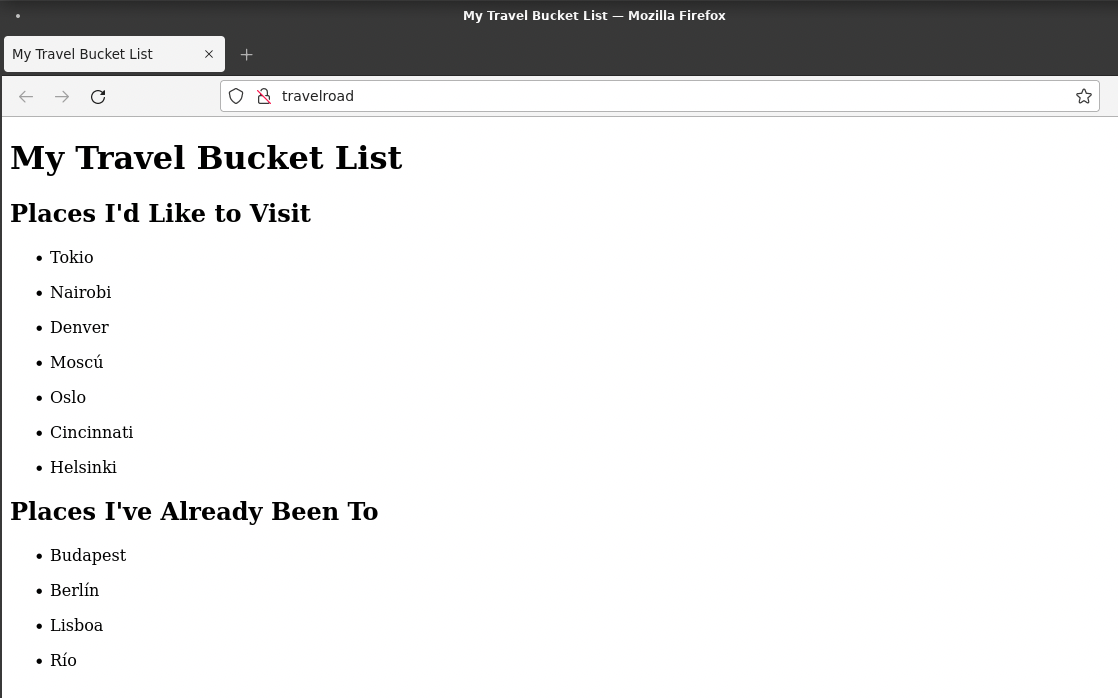 My Travel Bucket List — Mozilla Firefox
My Travel Bucket List
travelroad
My Travel Bucket List
Places I'd Like to Visit
• Tokio
• Nairobi
• Denver
• Moscú
• Oslo
• Cincinnati
• Helsinki
Places I've Already Been To
• Budapest
• Berlín
• Lisboa
• Río